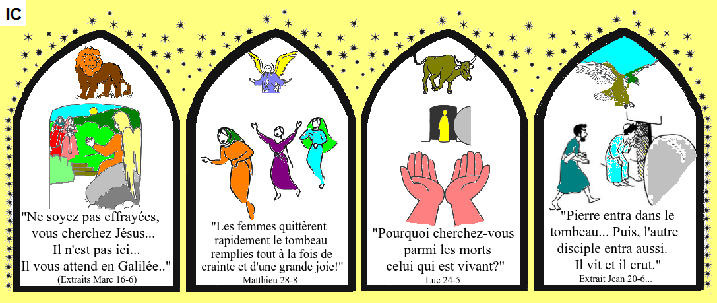 IC
"Ne soyez pas effrayées,
vous cherchez Jésus...
Il n'est pas ici...
Il vous attend en Galilée.."
(Extraits Marc 16-6)
"Les femmes quittèrent
rapidement le tombeau
remplies tout à la fois de
crainte et d'une grande joie!"
Matthieu 28-8
"Pourquoi cherchez-vous
parmi les morts
celui qui est vivant?"
Luc 24-5
"Pierre entra dans le
tombeau... Puis, l'autre
disciple entra aussi.
Il vit et il crut."
Extrait Jean 20-6...